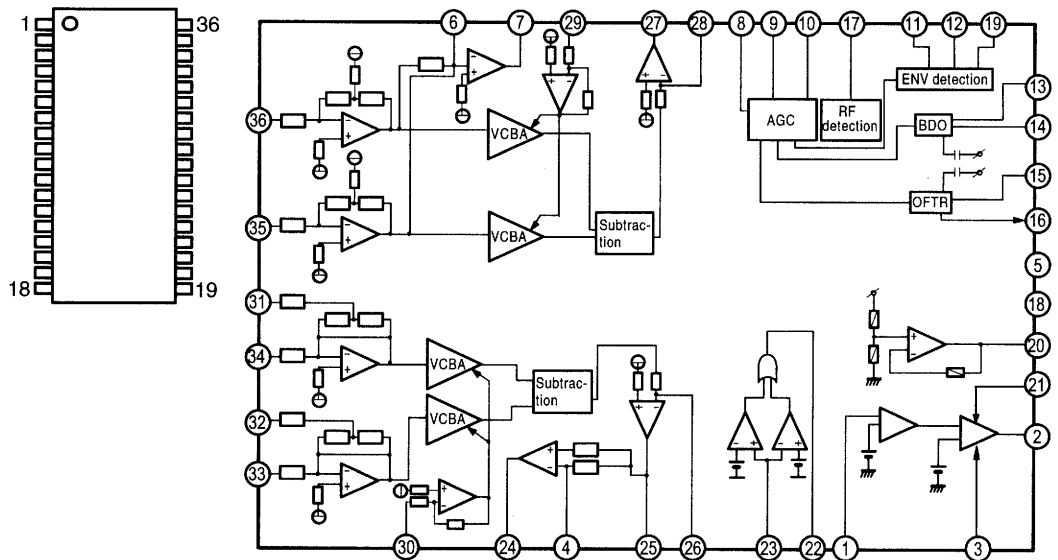 1
36
18
19
6
7
29
27
28
8
9
10
17
11
12
19
ENV detection
13
36
VCBA
AGC
RF
detection
BDO
14
15
35
VCBA
Subtrac-
tion
OFTR
16
5
31
18
34
VCBA
Subtrac-
tion
20
21
32
VCBA
2
33
30
24
4
25
26
23
22
1
3